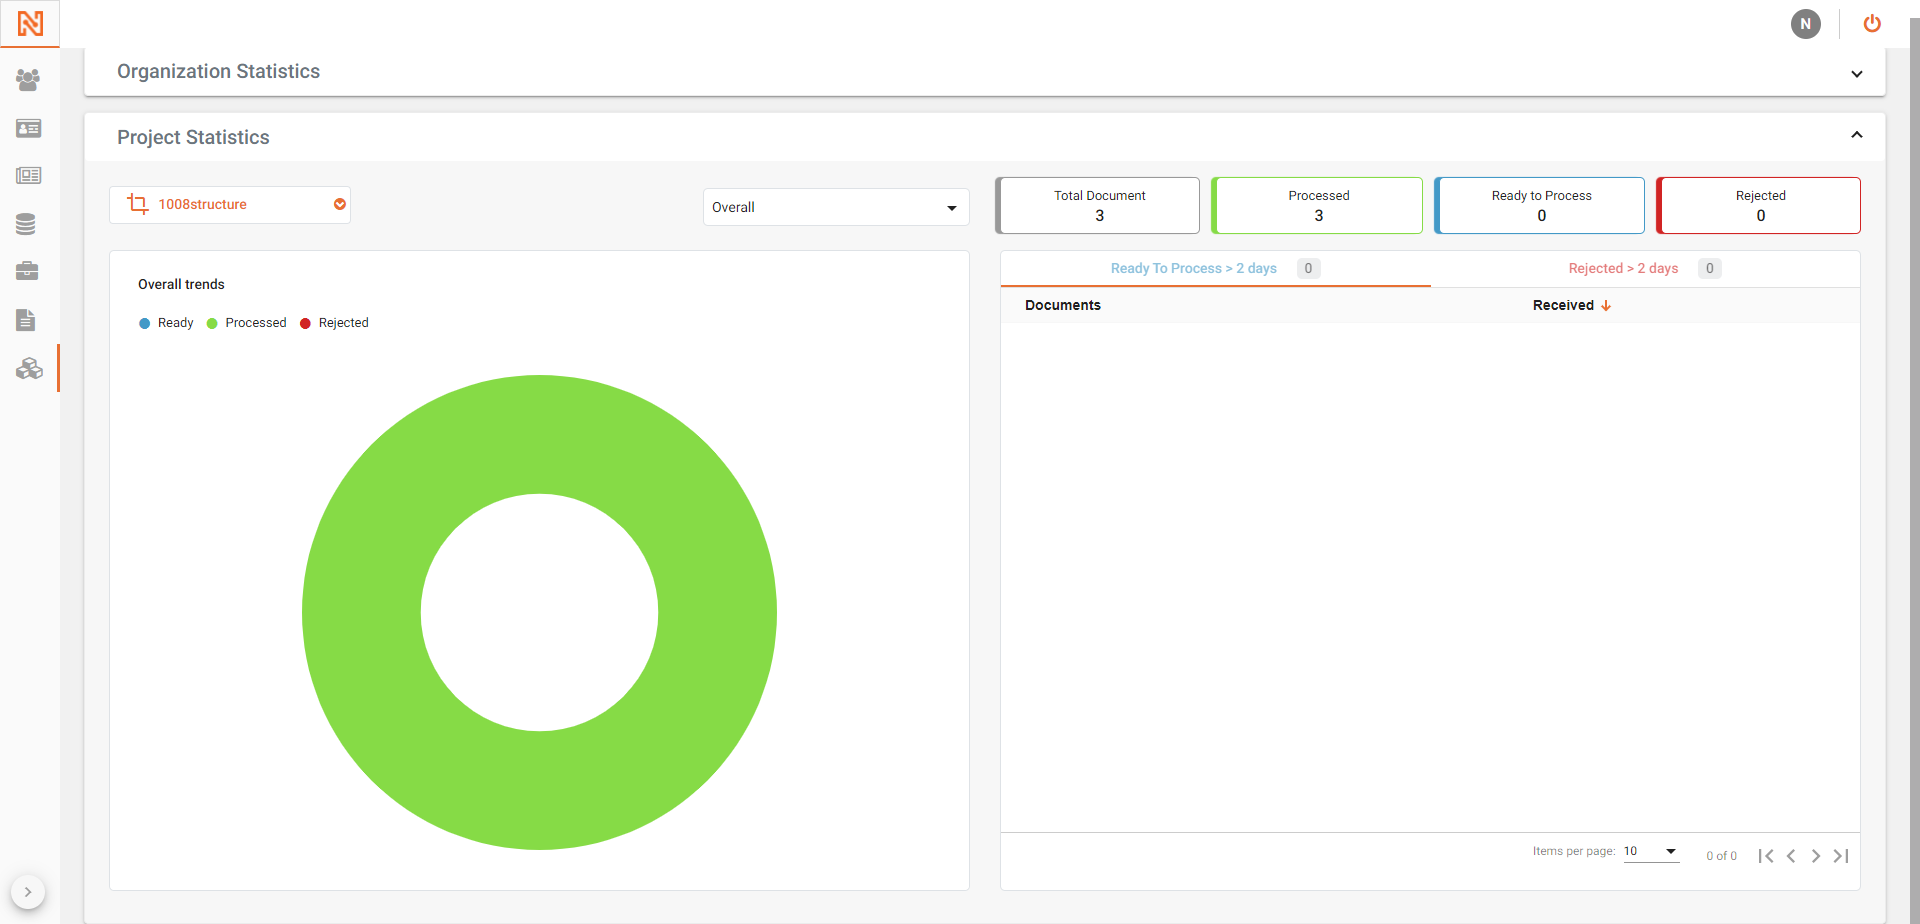 N
Organization Statistics
Project Statistics
1008structure
Overall
Total Document
3
Processed
3
Ready to Process
0
Rejected
0
Overall trends
Ready Processed Rejected
Ready To Process > 2 days 0
Rejected > 2 days 0
Documents Received
Items per page: 10 0 of 0